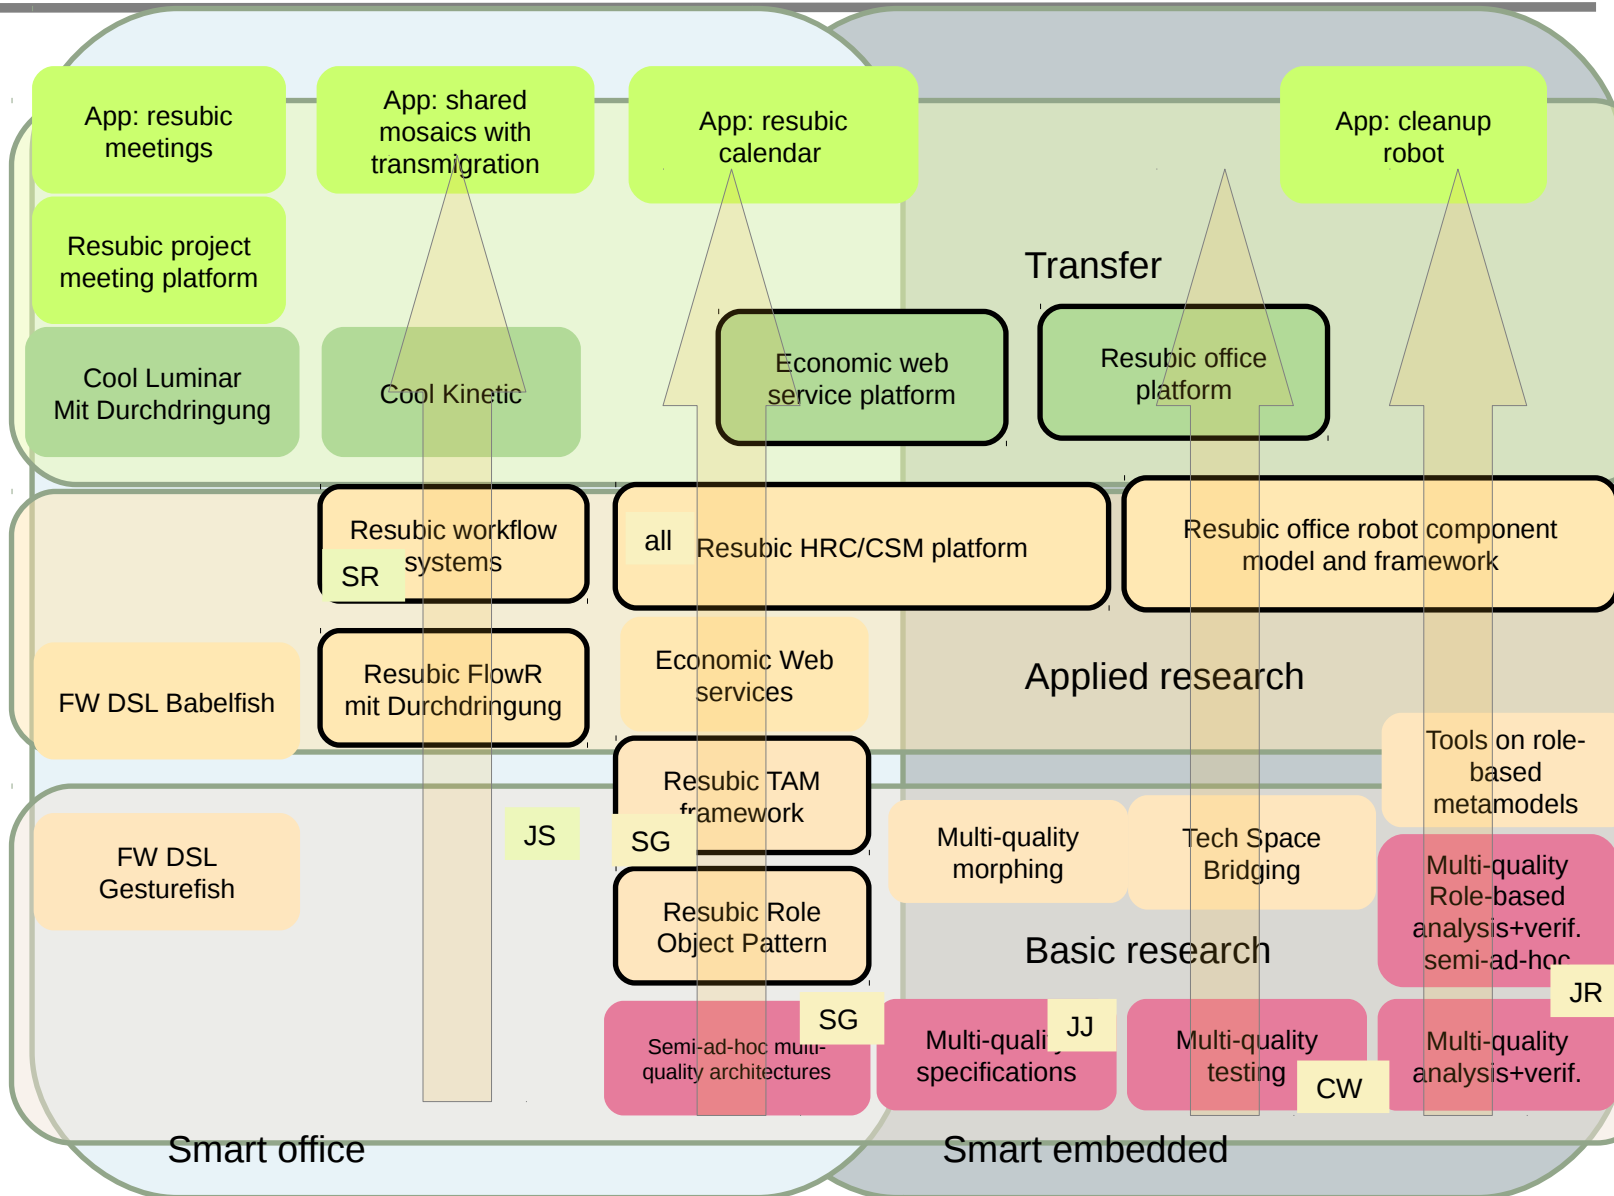 App: resubic
meetings
App: shared
mosaics with
transmigration
App: resubic
calendar
App: cleanup
robot
Resubic project
meeting platform
Transfer
Cool Luminar
Mit Durchdringung
Cool Kinetic
Economic web
service platform
Resubic office
platform
Resubic workflow
systems
SR
all
Resubic HRC/CSM platform
Resubic office robot component
model and framework
FW DSL Babelfish
Resubic FlowR
mit Durchdringung
Economic Web
services
Applied research
Tools on role-
based
metamodels
Resubic TAM
framework
JS
SG
FW DSL
Gesturefish
Multi-quality
morphing
Tech Space
Bridging
Multi-quality
Role-based
analysis+verif.
semi-ad-hoc
JR
Resubic Role
Object Pattern
Basic research
Semi-ad-hoc multi-
quality architectures
SG
Multi-quality
specifications
JJ
Multi-quality
testing
CW
Multi-quality
analysis+verif.
Smart office
Smart embedded